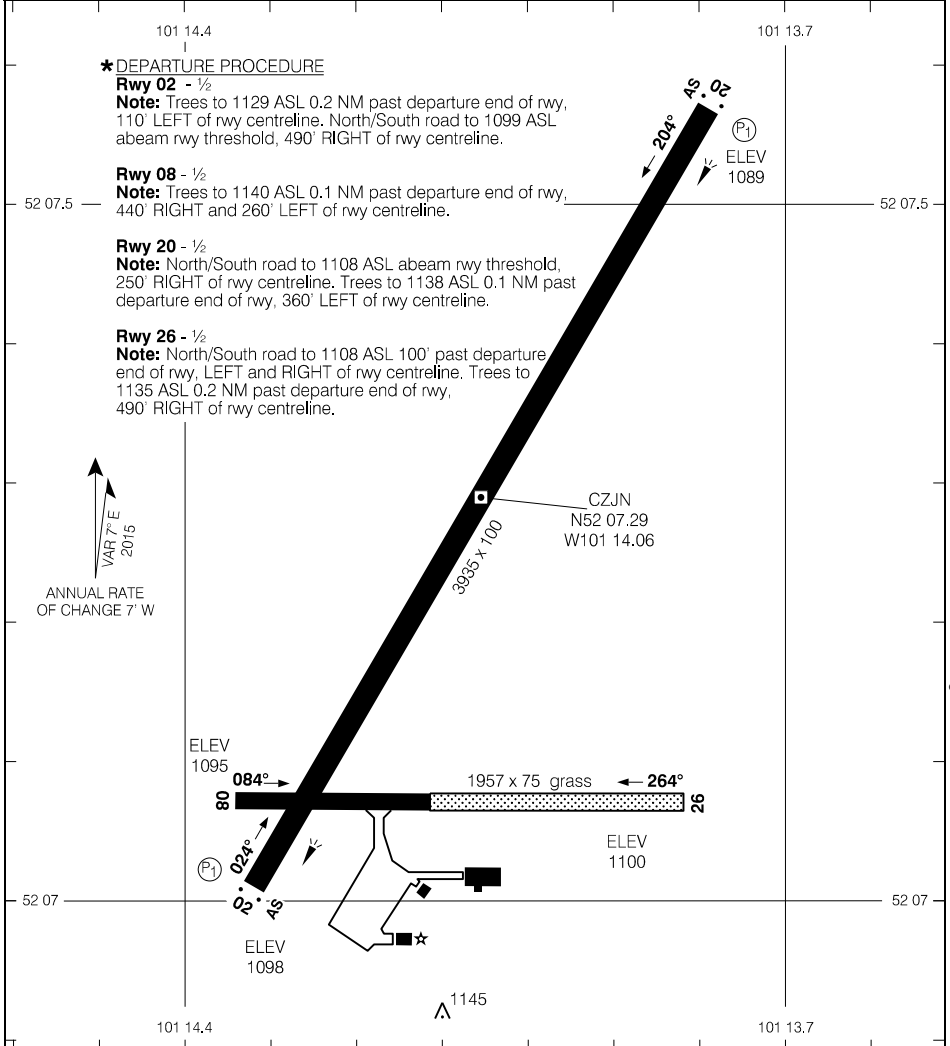 101 14.4
101 13.7
* DEPARTURE PROCEDURE
Rwy 02 - ½
Note: Trees to 1129 ASL 0.2 NM past departure end of rwy,
110' LEFT of rwy centreline. North/South road to 1099 ASL
abeam rwy threshold, 490' RIGHT of rwy centreline.
Rwy 08 - ½
Note: Trees to 1140 ASL 0.1 NM past departure end of rwy,
440' RIGHT and 260' LEFT of rwy centreline.
Rwy 20 - ½
Note: North/South road to 1108 ASL abeam rwy threshold,
250' RIGHT of rwy centreline. Trees to 1138 ASL 0.1 NM past
departure end of rwy, 360' LEFT of rwy centreline.
Rwy 26 - ½
Note: North/South road to 1108 ASL 100' past departure
end of rwy, LEFT and RIGHT of rwy centreline. Trees to
1135 ASL 0.2 NM past departure end of rwy,
490' RIGHT of rwy centreline.
AS
20
204°
P1
ELEV
1089
52 07.5
52 07.5
CZJN
N52 07.29
W101 14.06
3935 x 100
VAR 7° E
2015
ANNUAL RATE
OF CHANGE 7' W
ELEV
1095
084°
08
1957 x 75 grass
264°
26
ELEV
1100
024°
P1
02
AS
ELEV
1098
52 07
52 07
1145
101 14.4
101 13.7